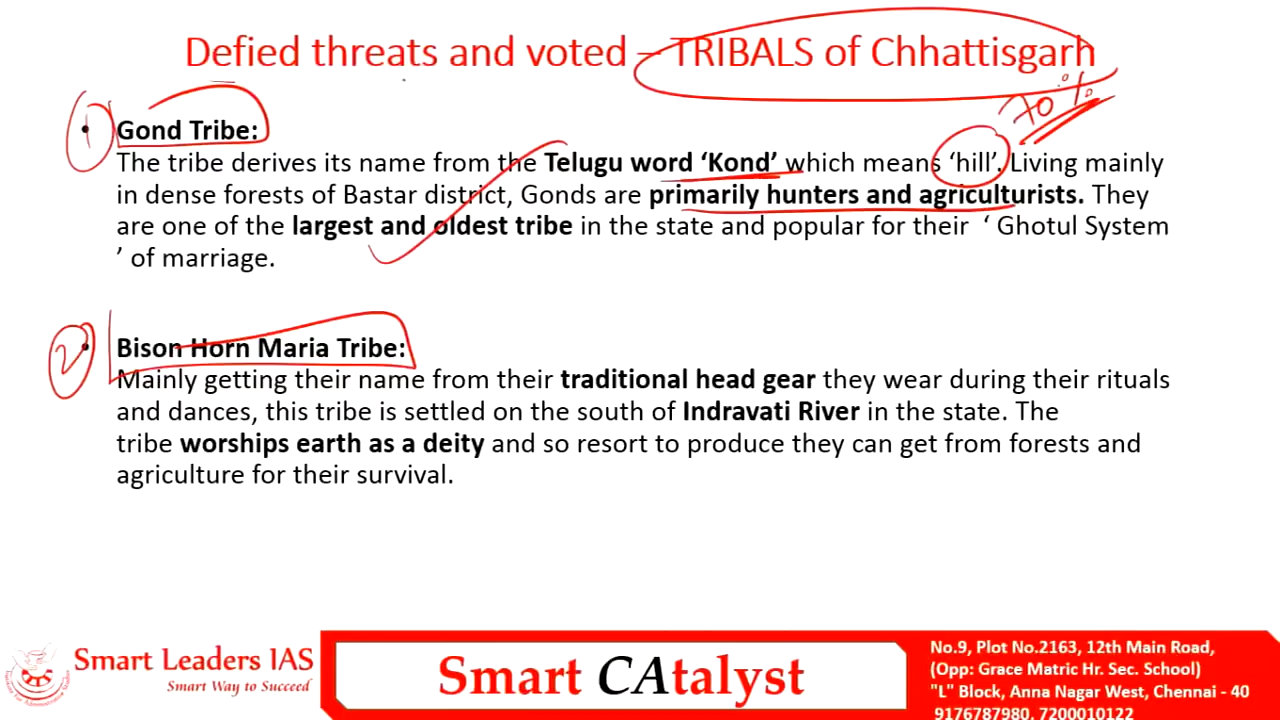 Defied threats and voted – TRIBALS of Chhattisgarh
70%
1
• Gond Tribe:
The tribe derives its name from the Telugu word ‘Kond’ which means ‘hill’. Living mainly
in dense forests of Bastar district, Gonds are primarily hunters and agriculturists. They
are one of the largest and oldest tribe in the state and popular for their ‘ Ghotul System
’ of marriage.
2
• Bison Horn Maria Tribe:
Mainly getting their name from their traditional head gear they wear during their rituals
and dances, this tribe is settled on the south of Indravati River in the state. The
tribe worships earth as a deity and so resort to produce they can get from forests and
agriculture for their survival.
Smart Leaders IAS
Smart Way to Succeed
Smart CAtalyst
No.9, Plot No.2163, 12th Main Road,
(Opp: Grace Matric Hr. Sec. School)
"L" Block, Anna Nagar West, Chennai - 40
9176787980, 7200010122